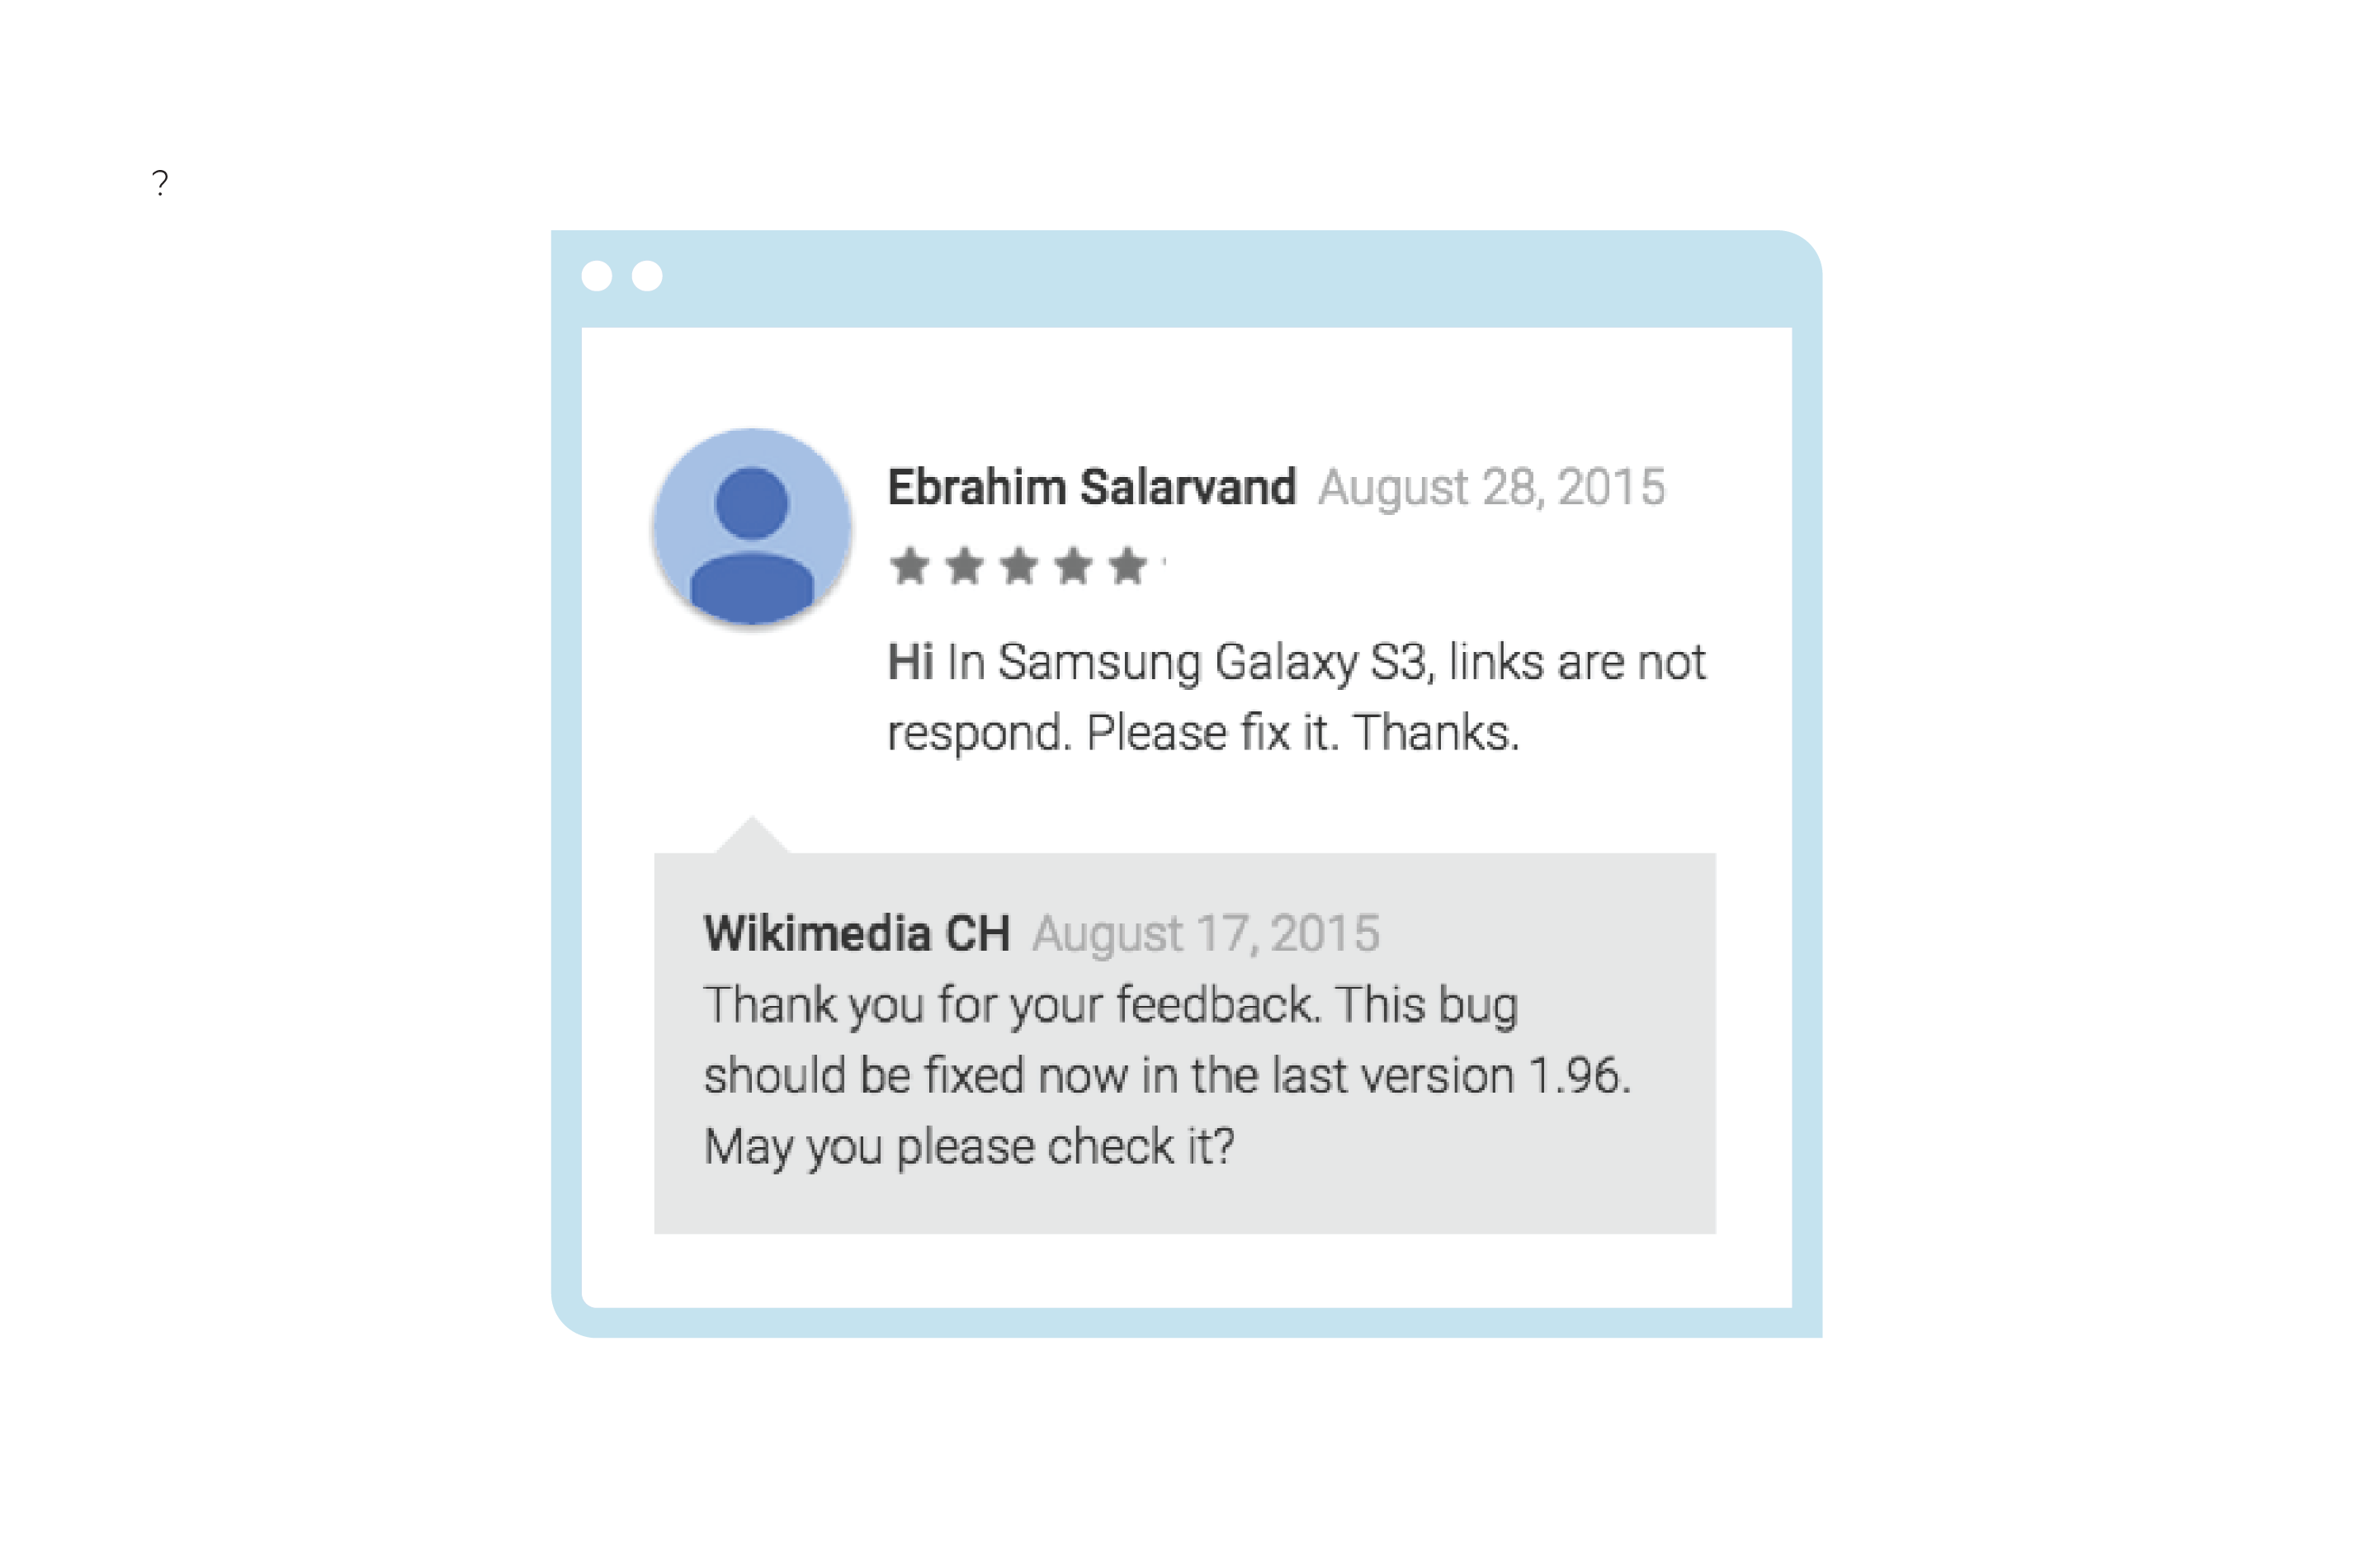 ?
Ebrahim Salarvand August 28, 2015
Hi In Samsung Galaxy S3, links are not
respond. Please fix it. Thanks.
Wikimedia CH August 17, 2015
Thank you for your feedback. This bug
should be fixed now in the last version 1.96.
May you please check it?